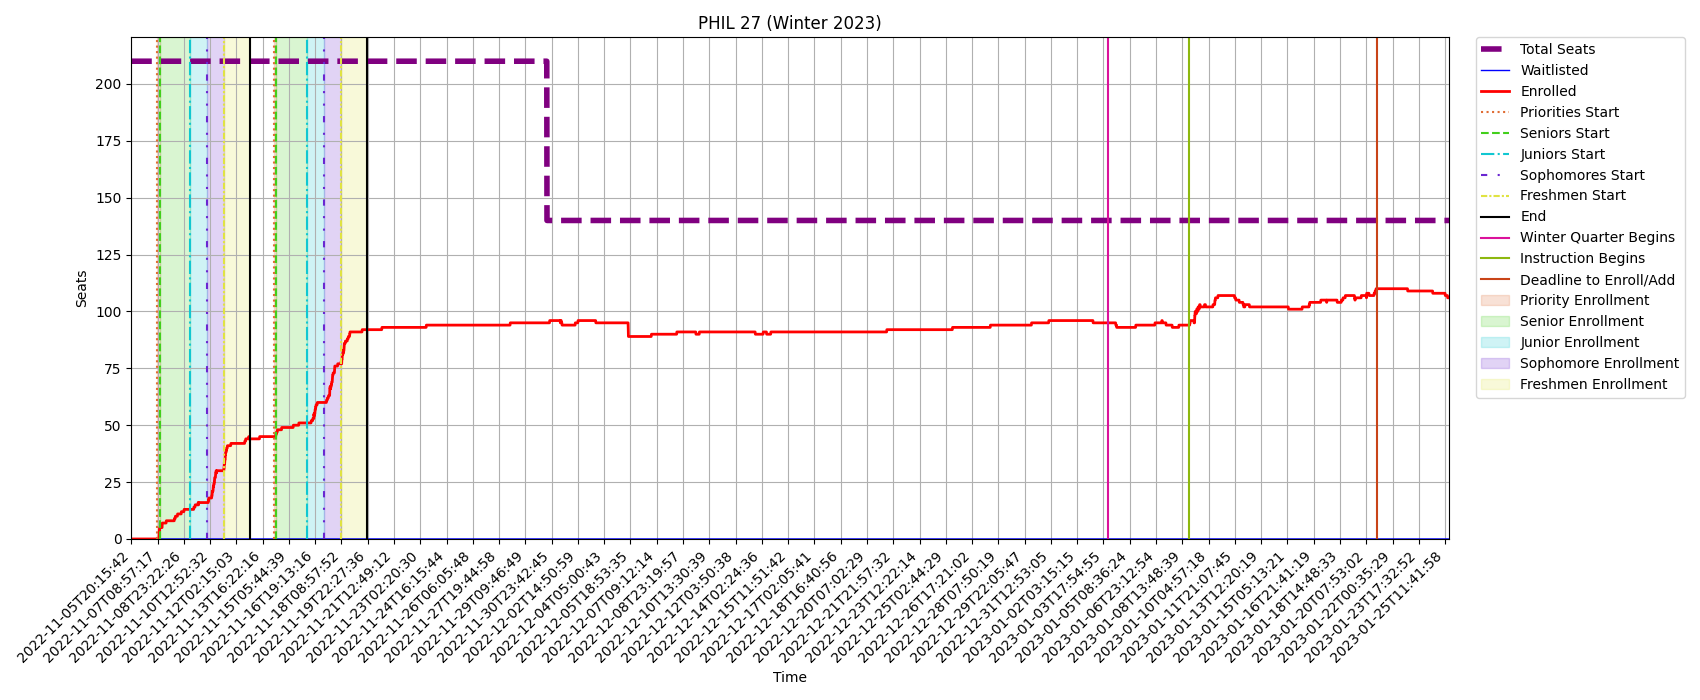 PHIL 27 (Winter 2023)
200
175
150
125
100
75
50
25
0
Seats
2022-11-05T20:15:42
2022-11-07T08:57:17
2022-11-08T23:22:26
2022-11-10T12:52:32
2022-11-12T02:15:03
2022-11-13T16:22:16
2022-11-15T05:44:39
2022-11-16T19:13:16
2022-11-18T08:57:52
2022-11-19T22:27:36
2022-11-21T12:49:12
2022-11-23T02:20:30
2022-11-24T16:15:44
2022-11-26T06:05:48
2022-11-27T19:44:58
2022-11-29T09:46:49
2022-11-30T23:42:45
2022-12-02T14:50:59
2022-12-04T05:00:43
2022-12-05T18:53:35
2022-12-07T09:12:14
2022-12-08T23:19:57
2022-12-10T13:30:39
2022-12-12T03:50:38
2022-12-14T02:24:36
2022-12-15T11:51:42
2022-12-17T02:05:41
2022-12-18T16:40:56
2022-12-20T07:02:29
2022-12-21T21:57:32
2022-12-23T12:22:14
2022-12-25T02:44:29
2022-12-26T17:21:02
2022-12-28T07:50:19
2022-12-29T22:05:47
2022-12-31T12:53:05
2023-01-02T03:15:15
2023-01-03T17:54:55
2023-01-05T08:36:24
2023-01-06T23:12:54
2023-01-08T13:48:39
2023-01-10T04:57:18
2023-01-11T21:07:45
2023-01-13T12:20:19
2023-01-15T05:13:21
2023-01-16T21:41:19
2023-01-18T14:48:33
2023-01-20T07:53:02
2023-01-22T00:35:29
2023-01-23T17:32:52
2023-01-25T11:41:58
Time
Total Seats
Waitlisted
Enrolled
Priorities Start
Seniors Start
Juniors Start
Sophomores Start
Freshmen Start
End
Winter Quarter Begins
Instruction Begins
Deadline to Enroll/Add
Priority Enrollment
Senior Enrollment
Junior Enrollment
Sophomore Enrollment
Freshmen Enrollment